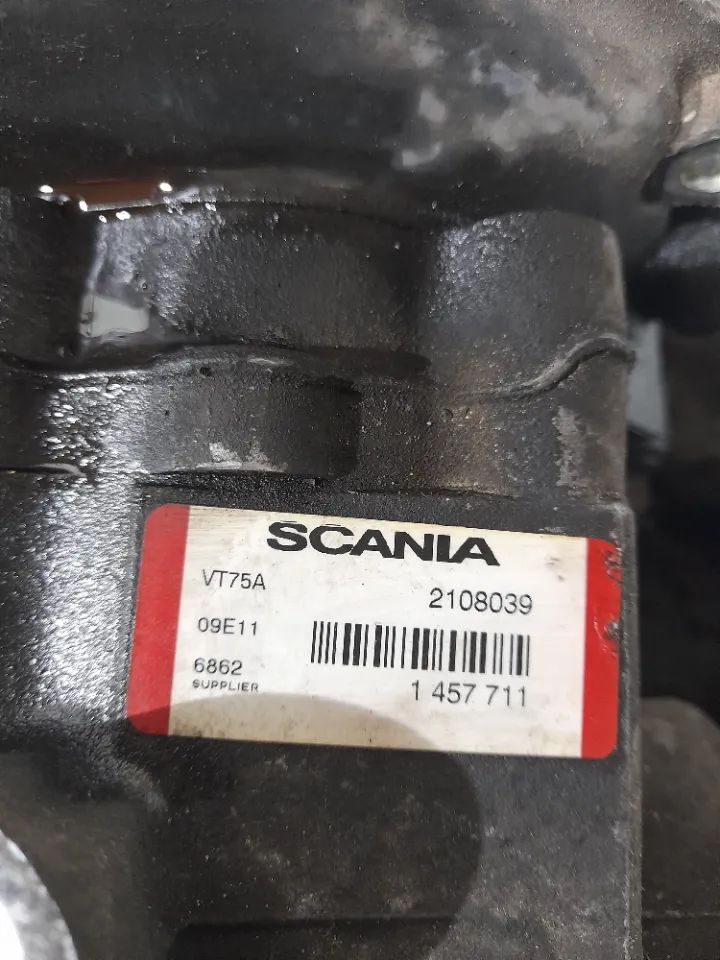 SCANIA
VT75A 2108039
09E11
6862
SUPPLIER 1 457 711